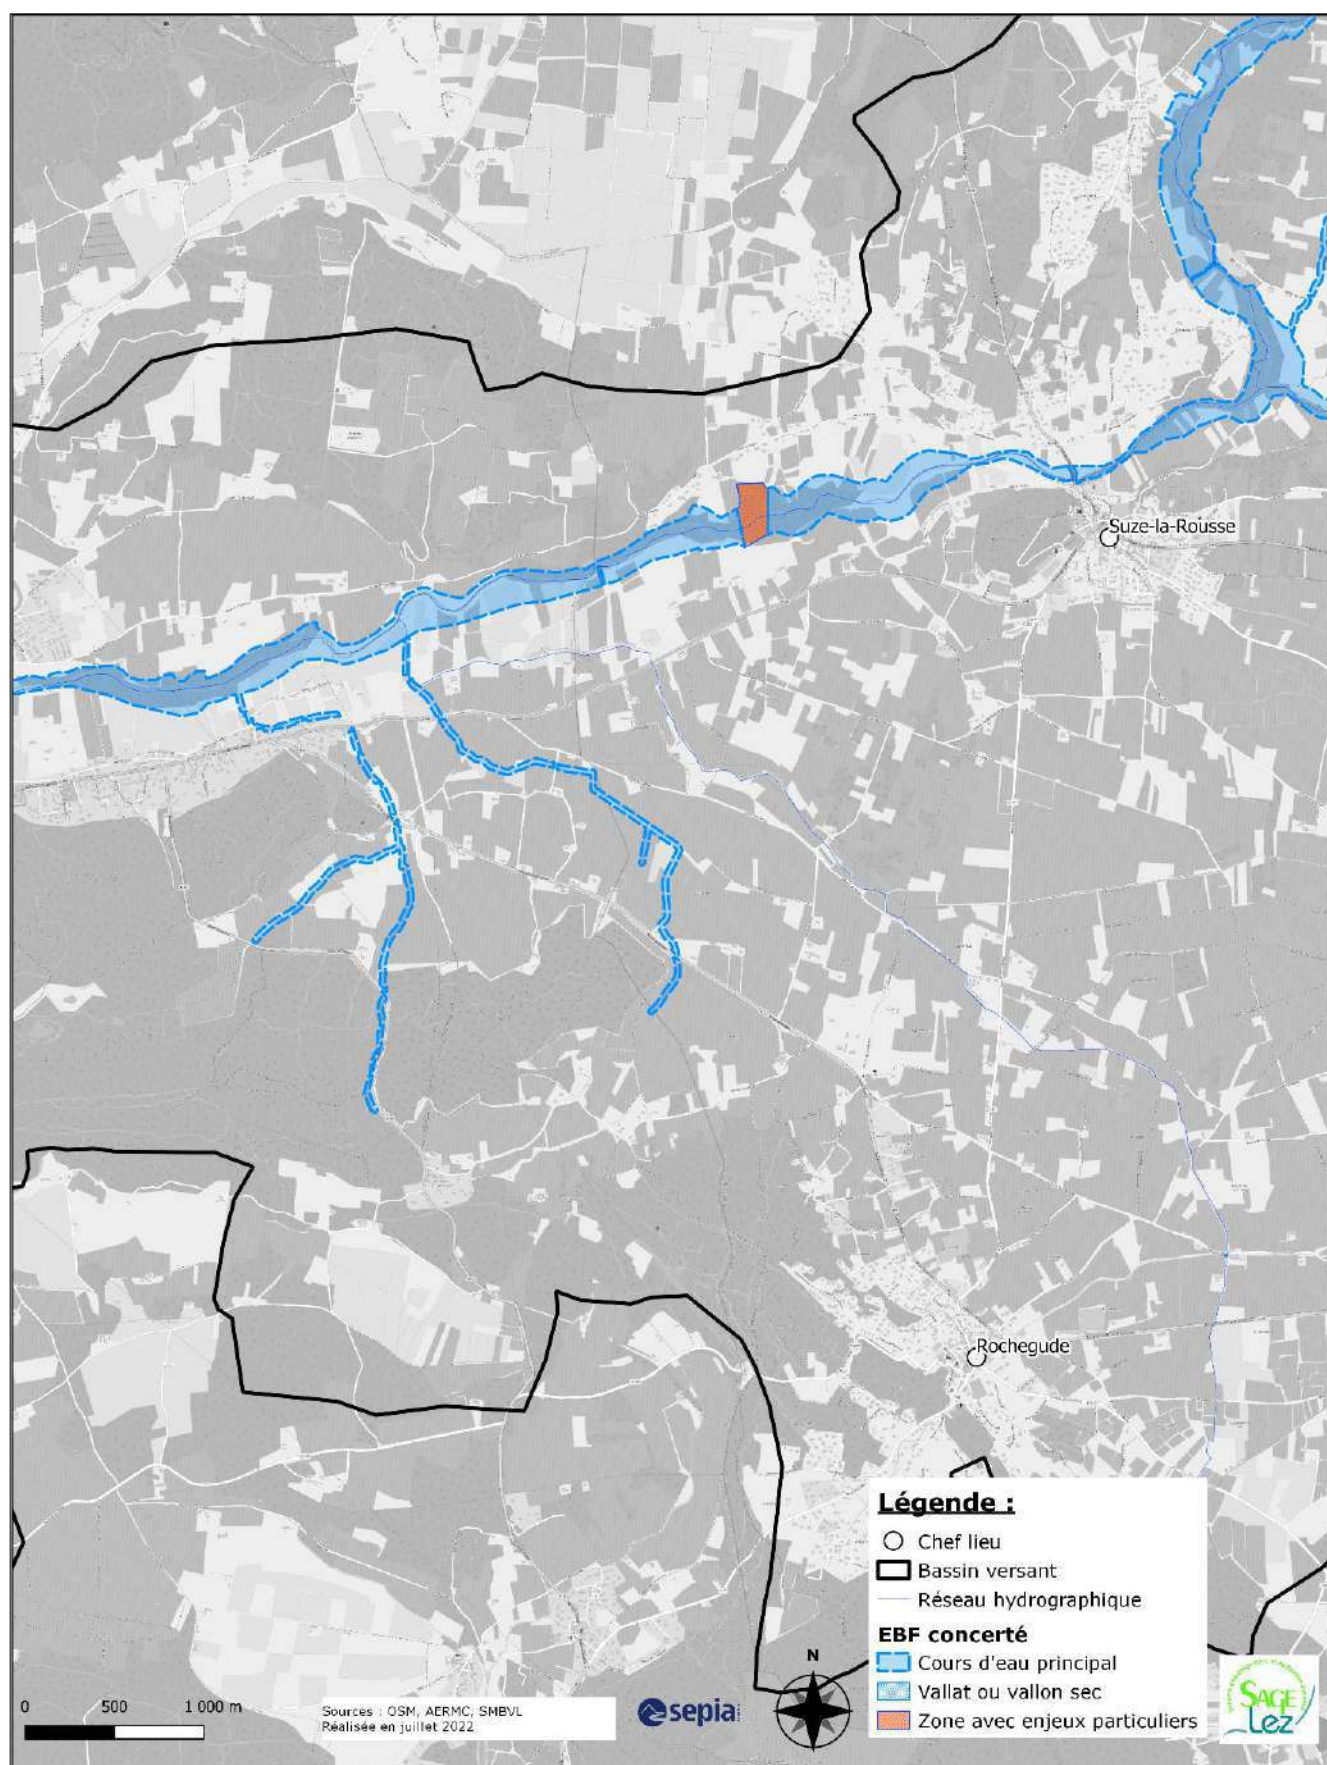 Suze-la-Rousse
Rochegude
Légende :
Chef lieu
Bassin versant
Réseau hydrographique
EBF concerté
Cours d'eau principal
Vallat ou vallon sec
Zone avec enjeux particuliers
N
0 500 1 000 m
Sources : OSM, AERMC, SMBVL
Réalisée en juillet 2022
sepia
SAGE
Lez